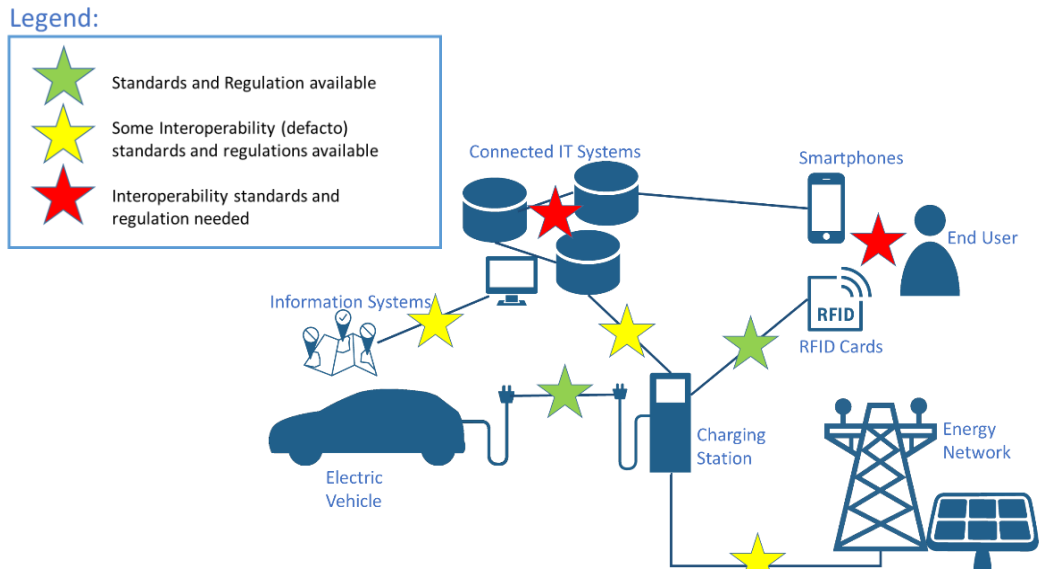 Legend:
Standards and Regulation available
Some Interoperability (defacto)
standards and regulations available
Interoperability standards and
regulation needed
Connected IT Systems
Smartphones
End User
Information Systems
RFID
RFID Cards
Electric
Vehicle
Charging
Station
Energy
Network